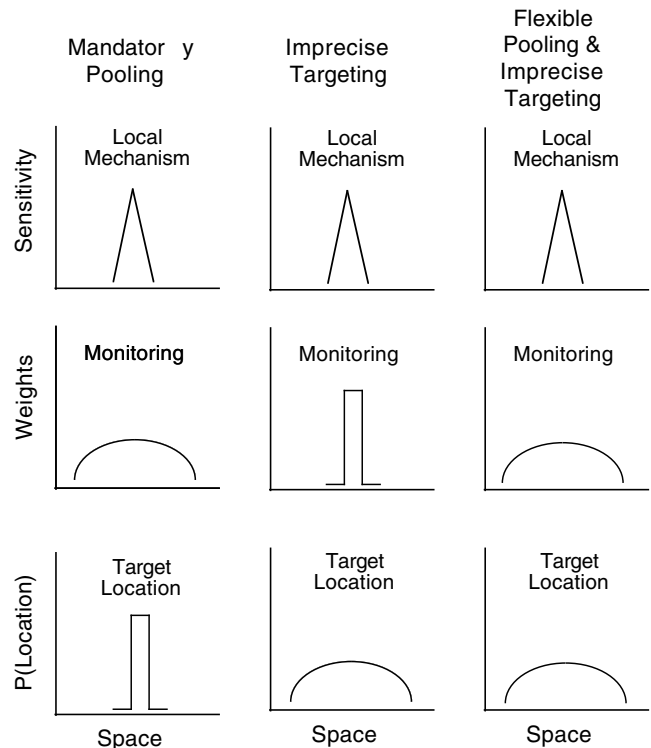 Mandator y
Pooling
Imprecise
Targeting
Flexible
Pooling &
Imprecise
Targeting
Sensitivity
Local
Mechanism
Local
Mechanism
Local
Mechanism
Weights
Monitoring
Monitoring
Monitoring
P(Location)
Target
Location
Target
Location
Target
Location
Space
Space
Space